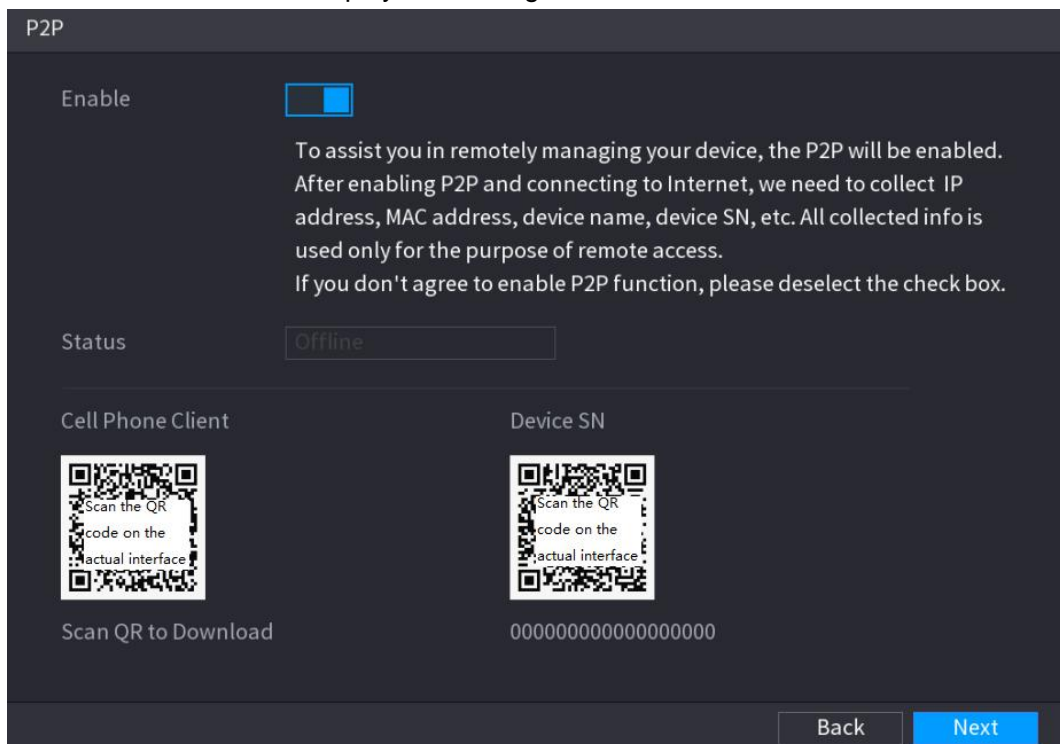 P2P
Enable
To assist you in remotely managing your device, the P2P will be enabled.
After enabling P2P and connecting to Internet, we need to collect IP
address, MAC address, device name, device SN, etc. All collected info is
used only for the purpose of remote access.
If you don't agree to enable P2P function, please deselect the check box.
Status
Offline
Cell Phone Client
Device SN
Scan the QR
code on the
actual interface
Scan the QR
code on the
actual interface
Scan QR to Download
000000000000000000
Back
Next